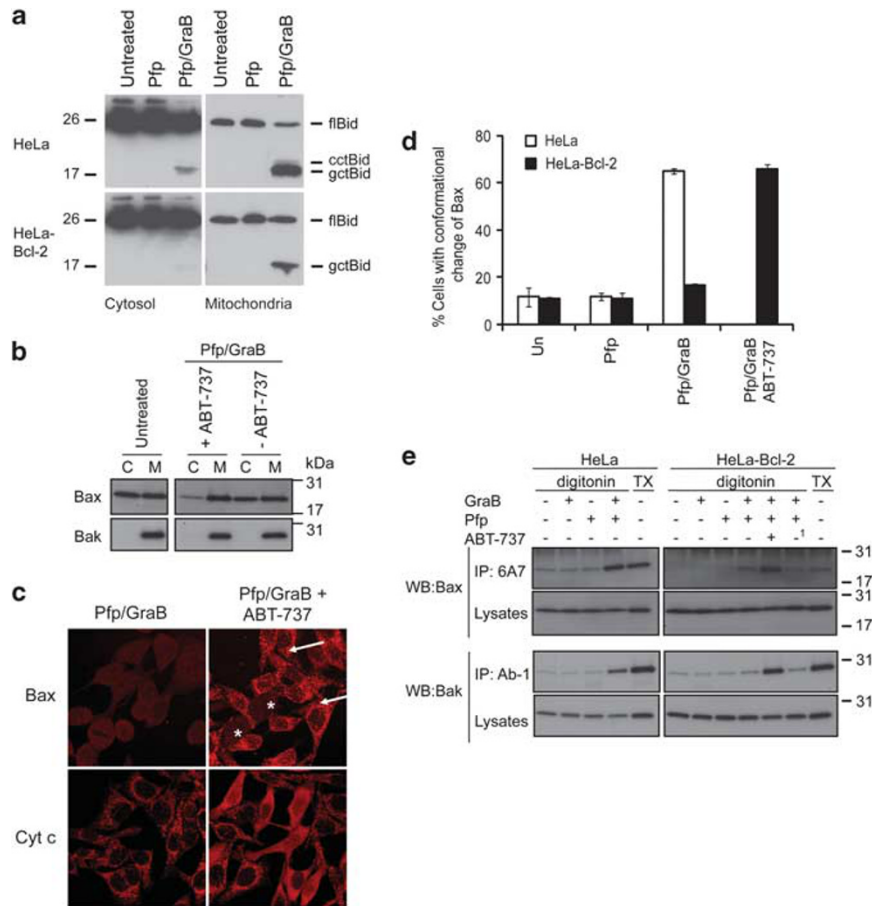 a
Untreated
Pfp
Pfp/GraB
Untreated
Pfp
Pfp/GraB
HeLa
26
17
flBid
cctBid
gctBid
HeLa-
Bcl-2
26
17
flBid
gctBid
Cytosol
Mitochondria
b
Pfp/GraB
Untreated
+ ABT-737
- ABT-737
C M C M C M kDa
Bax
31
17
Bak
31
c
Pfp/GraB
Pfp/GraB +
ABT-737
Bax
*
*
Cyt c
d
% Cells with conformational
change of Bax
80
60
40
20
0
HeLa
HeLa-Bcl-2
Un
Pfp
Pfp/GraB
Pfp/GraB
ABT-737
e
HeLa
HeLa-Bcl-2
digitonin TX digitonin TX
GraB - + - + - - + - + + + -
Pfp - - + + - - - + + + + -
ABT-737 + -1
WB:Bax
IP: 6A7
31
17
Lysates
31
17
WB:Bak
IP: Ab-1
31
Lysates
31